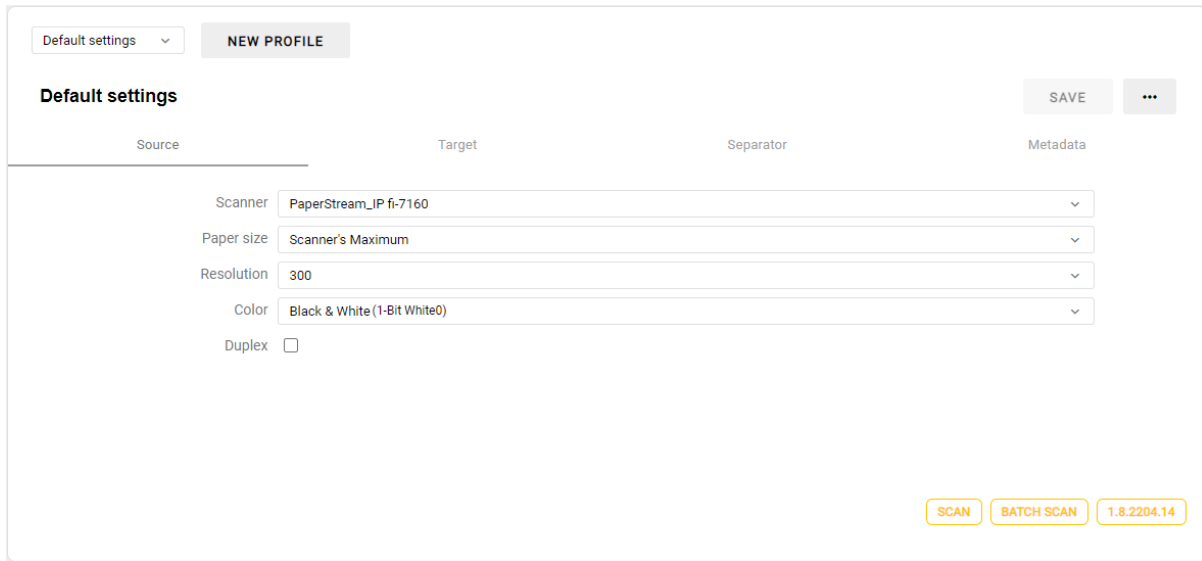 Default settings NEW PROFILE
Default settings SAVE •••
Source Target Separator Metadata
Scanner PaperStream_IP fi-7160
Paper size Scanner's Maximum
Resolution 300
Color Black & White (1-Bit White0)
Duplex
SCAN BATCH SCAN 1.8.2204.14